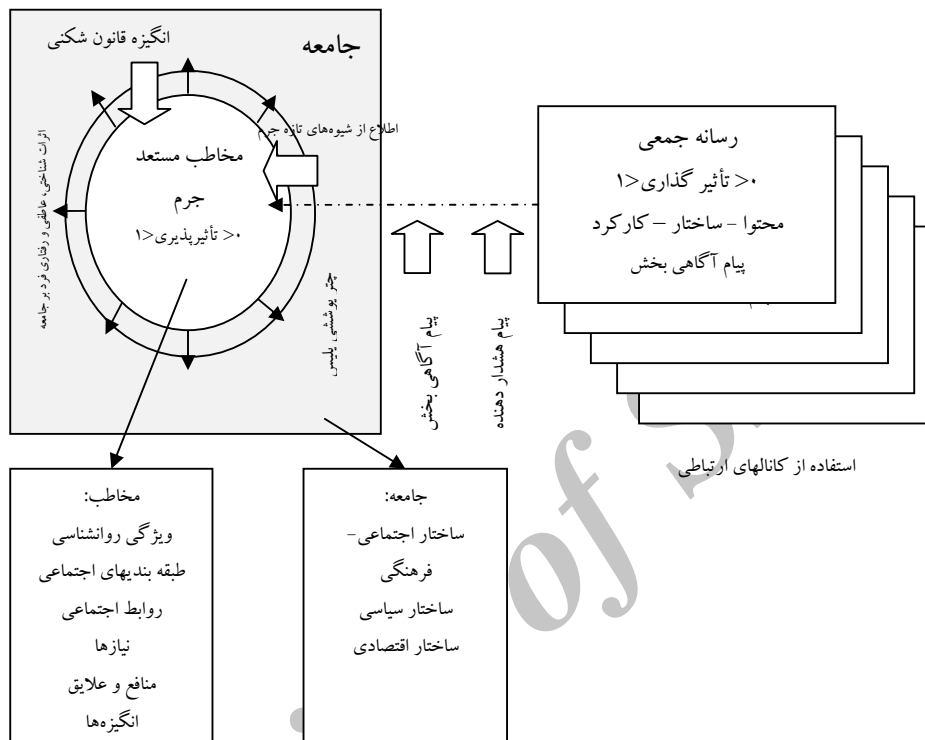 انگیزه قانون شکنی
جامعه
اطلاع از شیوه‌های تازه جرم
مخاطب مستعد
جرم
۰< تأثیرپذیری<۱
اثرات شناختی، عاطفی و رفتاری فرد بر جامعه
چتر پوششی پلیس
رسانه جمعی
۰< تأثیر گذاری<۱
محتوا - ساختار – کارکرد
پیام آگاهی بخش
پیام آگاهی بخش
پیام هشدار دهنده
استفاده از کانالهای ارتباطی
مخاطب:
ویژگی روانشناسی
طبقه بندیهای اجتماعی
روابط اجتماعی
نیازها
منافع و علایق
انگیزه‌ها
جامعه:
ساختار اجتماعی-
فرهنگی
ساختار سیاسی
ساختار اقتصادی
of